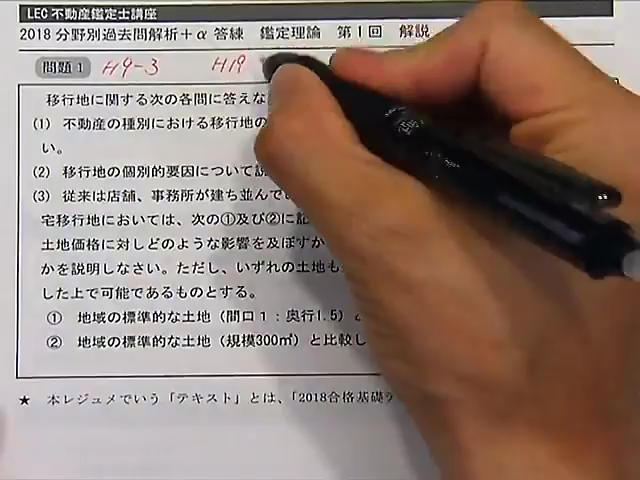 LEC 不動産鑑定士講座
2018 分野別過去問解析+α 答練　鑑定理論　第1回　解説
問題1 H9-3 H19
移行地に関する次の各問に答えな
(1) 不動産の種別における移行地の
い。
(2) 移行地の個別的要因について説
(3) 従来は店舗、事務所が建ち並んで
宅移行地においては、次の①及び②に記
土地価格に対しどのような影響を及ぼすか
かを説明しなさい。ただし、いずれの土地も
した上で可能であるものとする。
① 地域の標準的な土地（間口1：奥行1.5）
② 地域の標準的な土地（規模300㎡）と比較し
★ 本レジュメでいう「テキスト」とは、「2018合格基礎テ